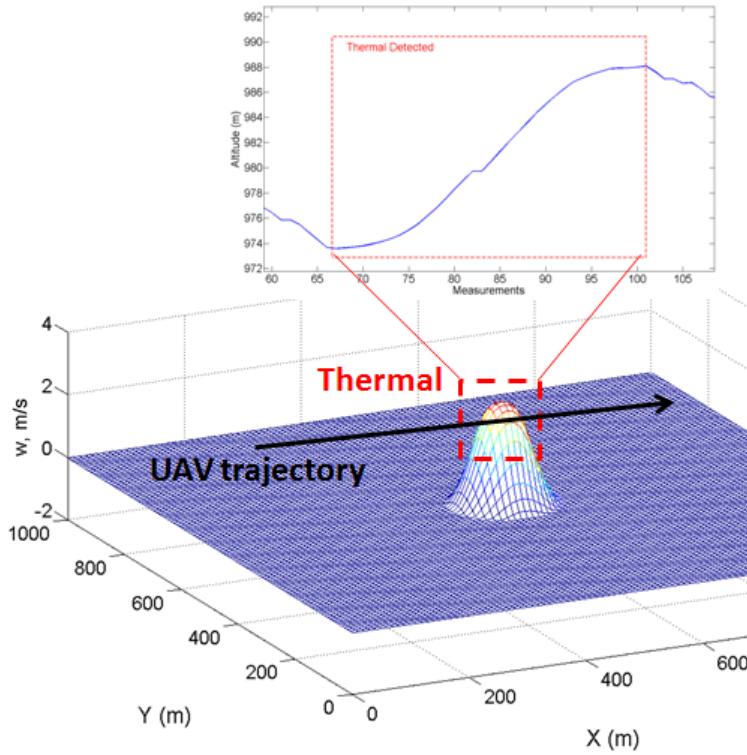 992
990
Thermal Detected
988
986
984
982
980
978
976
974
972
Altitude (m)
60 65 70 75 80 85 90 95 100 105
Measurements
4
2
0
-2
w, m/s
Thermal
UAV trajectory
1000
800
600
400
200
0
Y (m)
0
200
400
600
X (m)